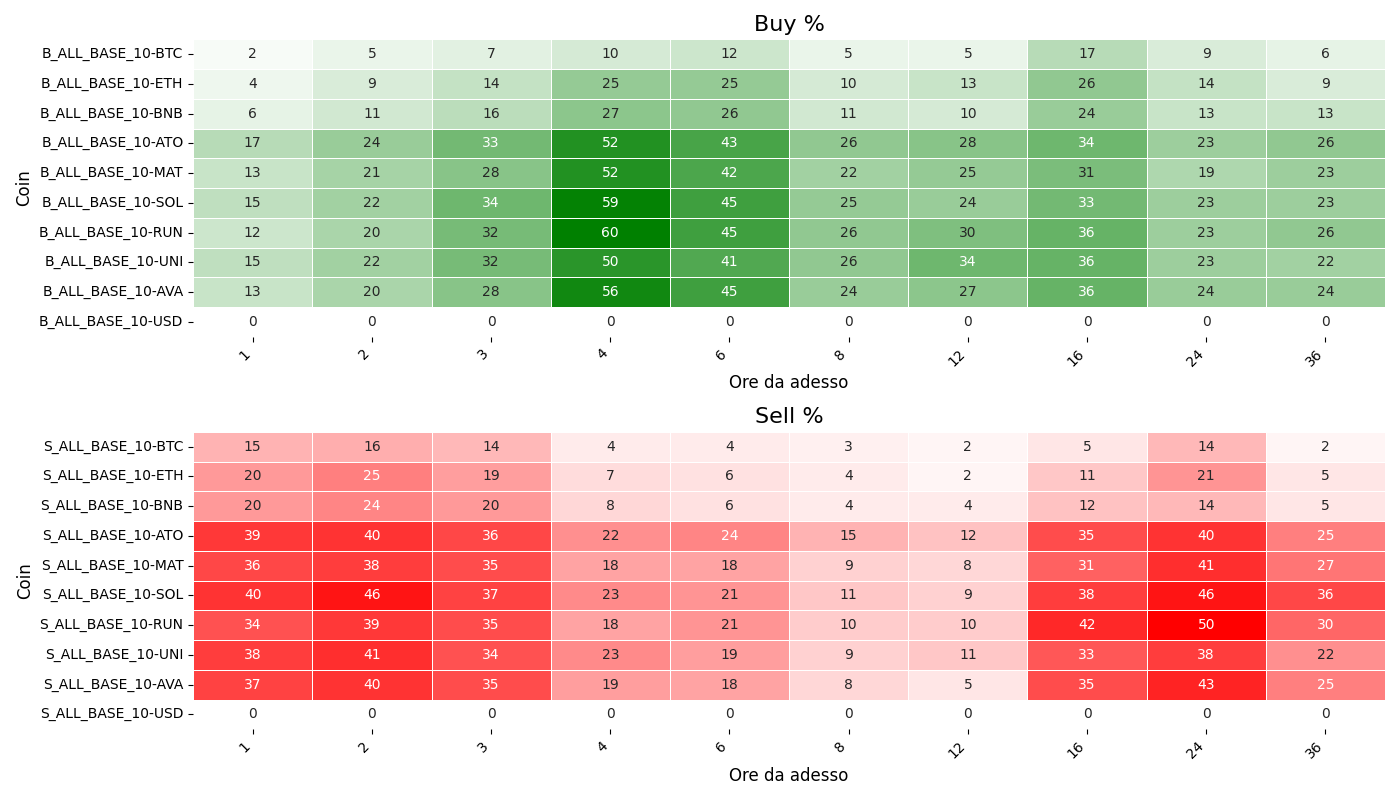 Buy %
Coin
B_ALL_BASE_10-BTC 2 5 7 10 12 5 5 17 9 6
B_ALL_BASE_10-ETH 4 9 14 25 25 10 13 26 14 9
B_ALL_BASE_10-BNB 6 11 16 27 26 11 10 24 13 13
B_ALL_BASE_10-ATO 17 24 33 52 43 26 28 34 23 26
B_ALL_BASE_10-MAT 13 21 28 52 42 22 25 31 19 23
B_ALL_BASE_10-SOL 15 22 34 59 45 25 24 33 23 23
B_ALL_BASE_10-RUN 12 20 32 60 45 26 30 36 23 26
B_ALL_BASE_10-UNI 15 22 32 50 41 26 34 36 23 22
B_ALL_BASE_10-AVA 13 20 28 56 45 24 27 36 24 24
B_ALL_BASE_10-USD 0 0 0 0 0 0 0 0 0 0
1 2 3 4 6 8 12 16 24 36
Ore da adesso
Sell %
Coin
S_ALL_BASE_10-BTC 15 16 14 4 4 3 2 5 14 2
S_ALL_BASE_10-ETH 20 25 19 7 6 4 2 11 21 5
S_ALL_BASE_10-BNB 20 24 20 8 6 4 4 12 14 5
S_ALL_BASE_10-ATO 39 40 36 22 24 15 12 35 40 25
S_ALL_BASE_10-MAT 36 38 35 18 18 9 8 31 41 27
S_ALL_BASE_10-SOL 40 46 37 23 21 11 9 38 46 36
S_ALL_BASE_10-RUN 34 39 35 18 21 10 10 42 50 30
S_ALL_BASE_10-UNI 38 41 34 23 19 9 11 33 38 22
S_ALL_BASE_10-AVA 37 40 35 19 18 8 5 35 43 25
S_ALL_BASE_10-USD 0 0 0 0 0 0 0 0 0 0
1 2 3 4 6 8 12 16 24 36
Ore da adesso